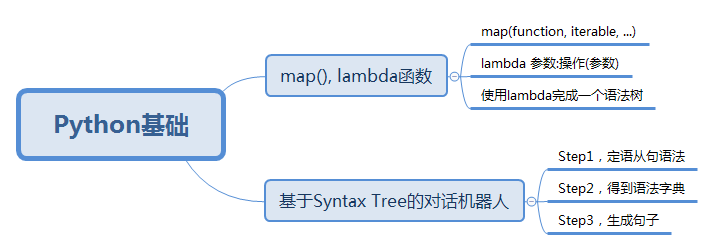 Python基础
map(), lambda函数
map(function, iterable, ...)
lambda 参数:操作(参数)
使用lambda完成一个语法树
基于Syntax Tree的对话机器人
Step1，定语从句语法
Step2，得到语法字典
Step3，生成句子